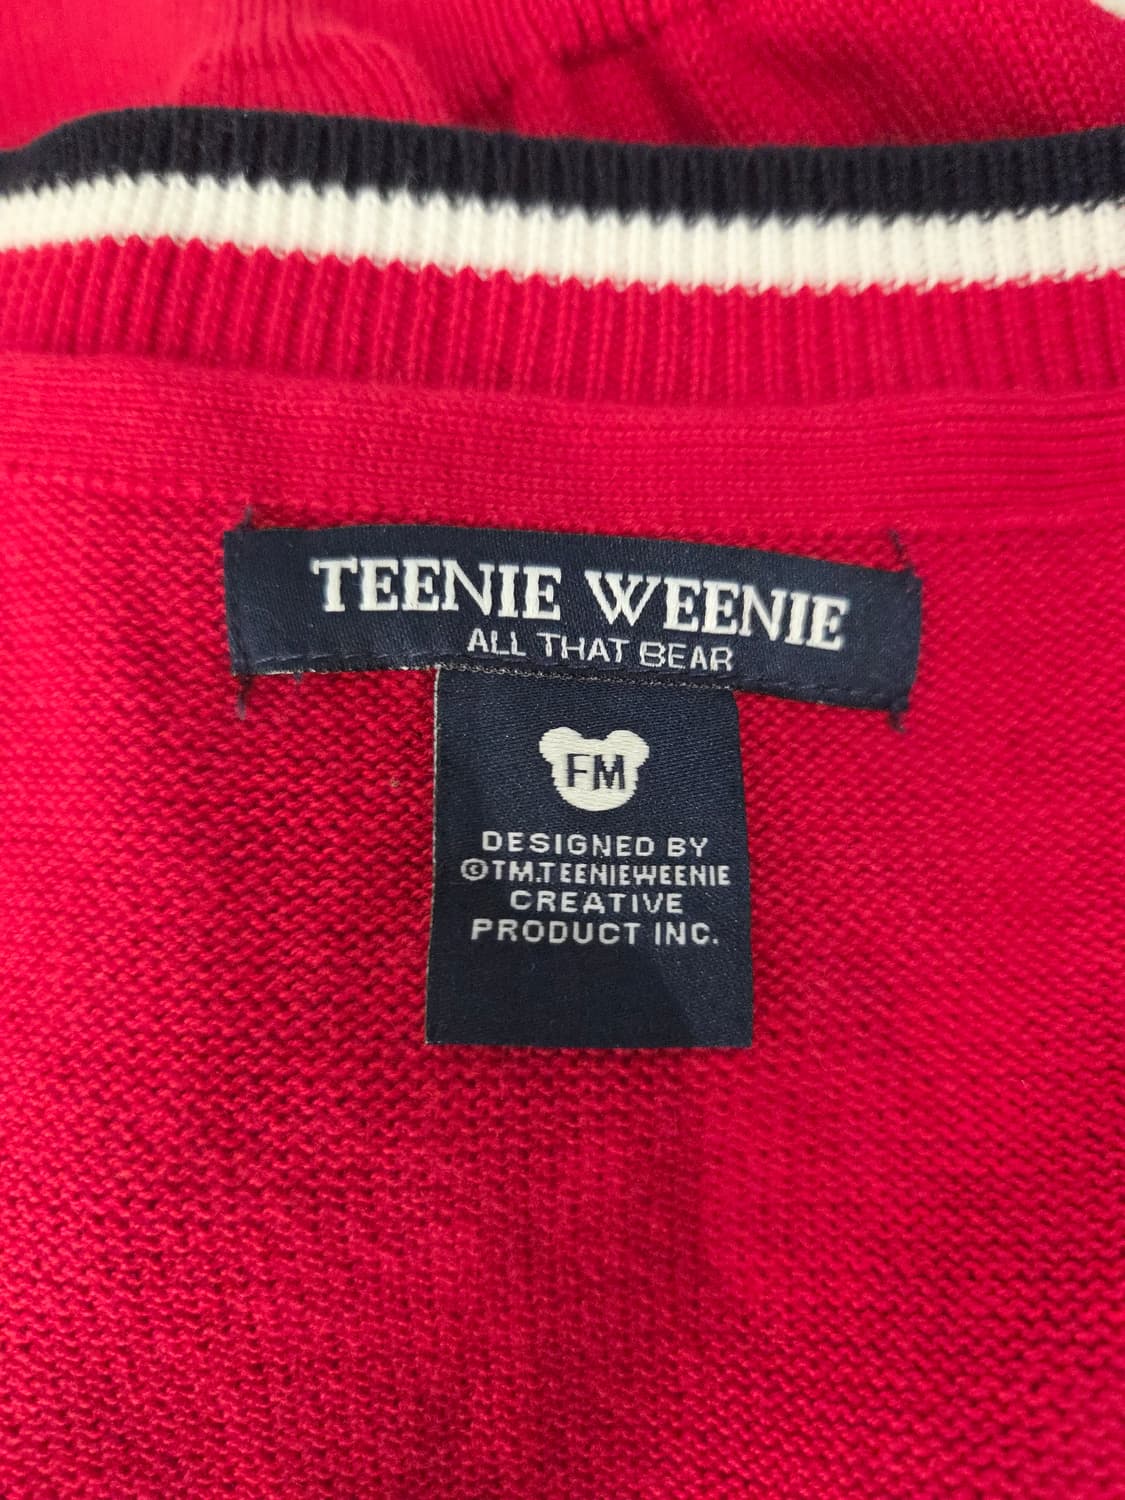 TEENIE WEENIE
ALL THAT BEAR
FM
DESIGNED BY
©TM.TEENIEWEENIE
CREATIVE
PRODUCT INC.